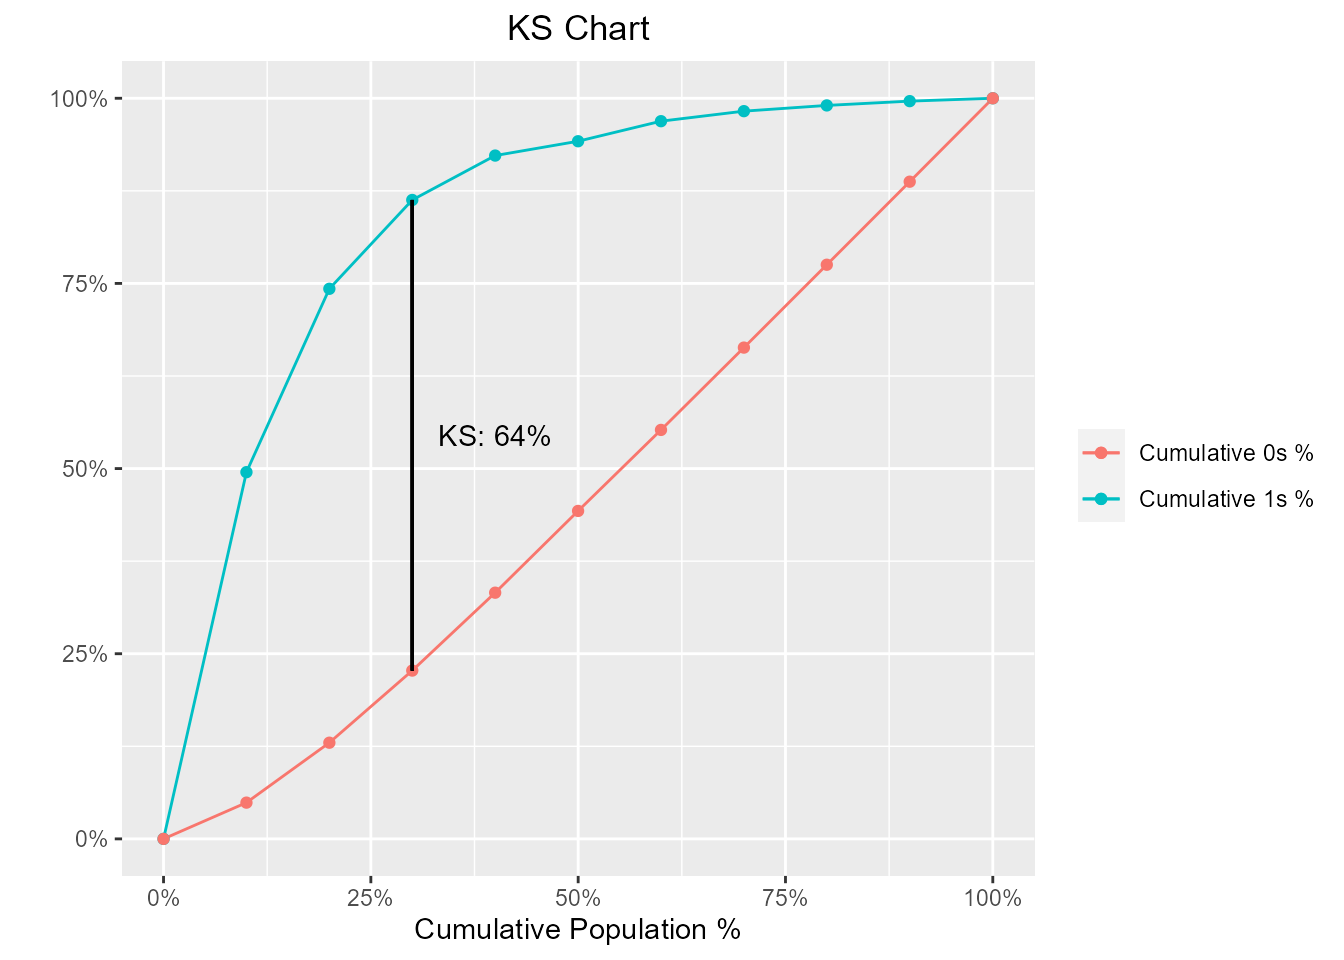 KS Chart
100%
75%
50%
25%
0%
KS: 64%
0%
25%
50%
75%
100%
Cumulative Population %
Cumulative 0s %
Cumulative 1s %